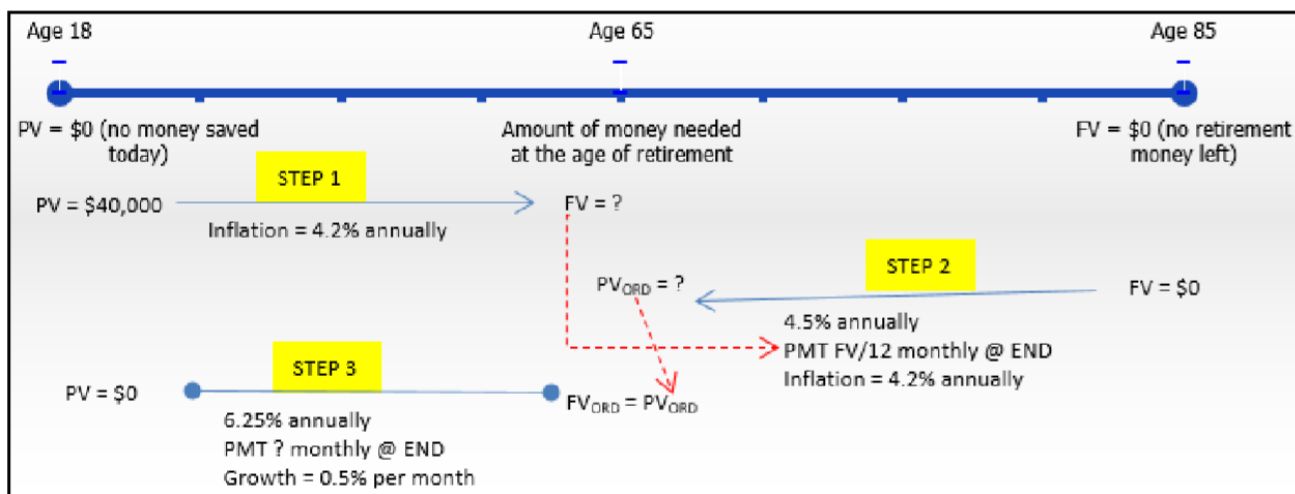 Age 18
Age 65
Age 85
PV = $0 (no money saved
today)
Amount of money needed
at the age of retirement
FV = $0 (no retirement
money left)
STEP 1
PV = $40,000
FV = ?
Inflation = 4.2% annually
STEP 2
PVORD = ?
FV = $0
4.5% annually
PMT FV/12 monthly @ END
Inflation = 4.2% annually
STEP 3
PV = $0
FVORD = PVORD
6.25% annually
PMT ? monthly @ END
Growth = 0.5% per month